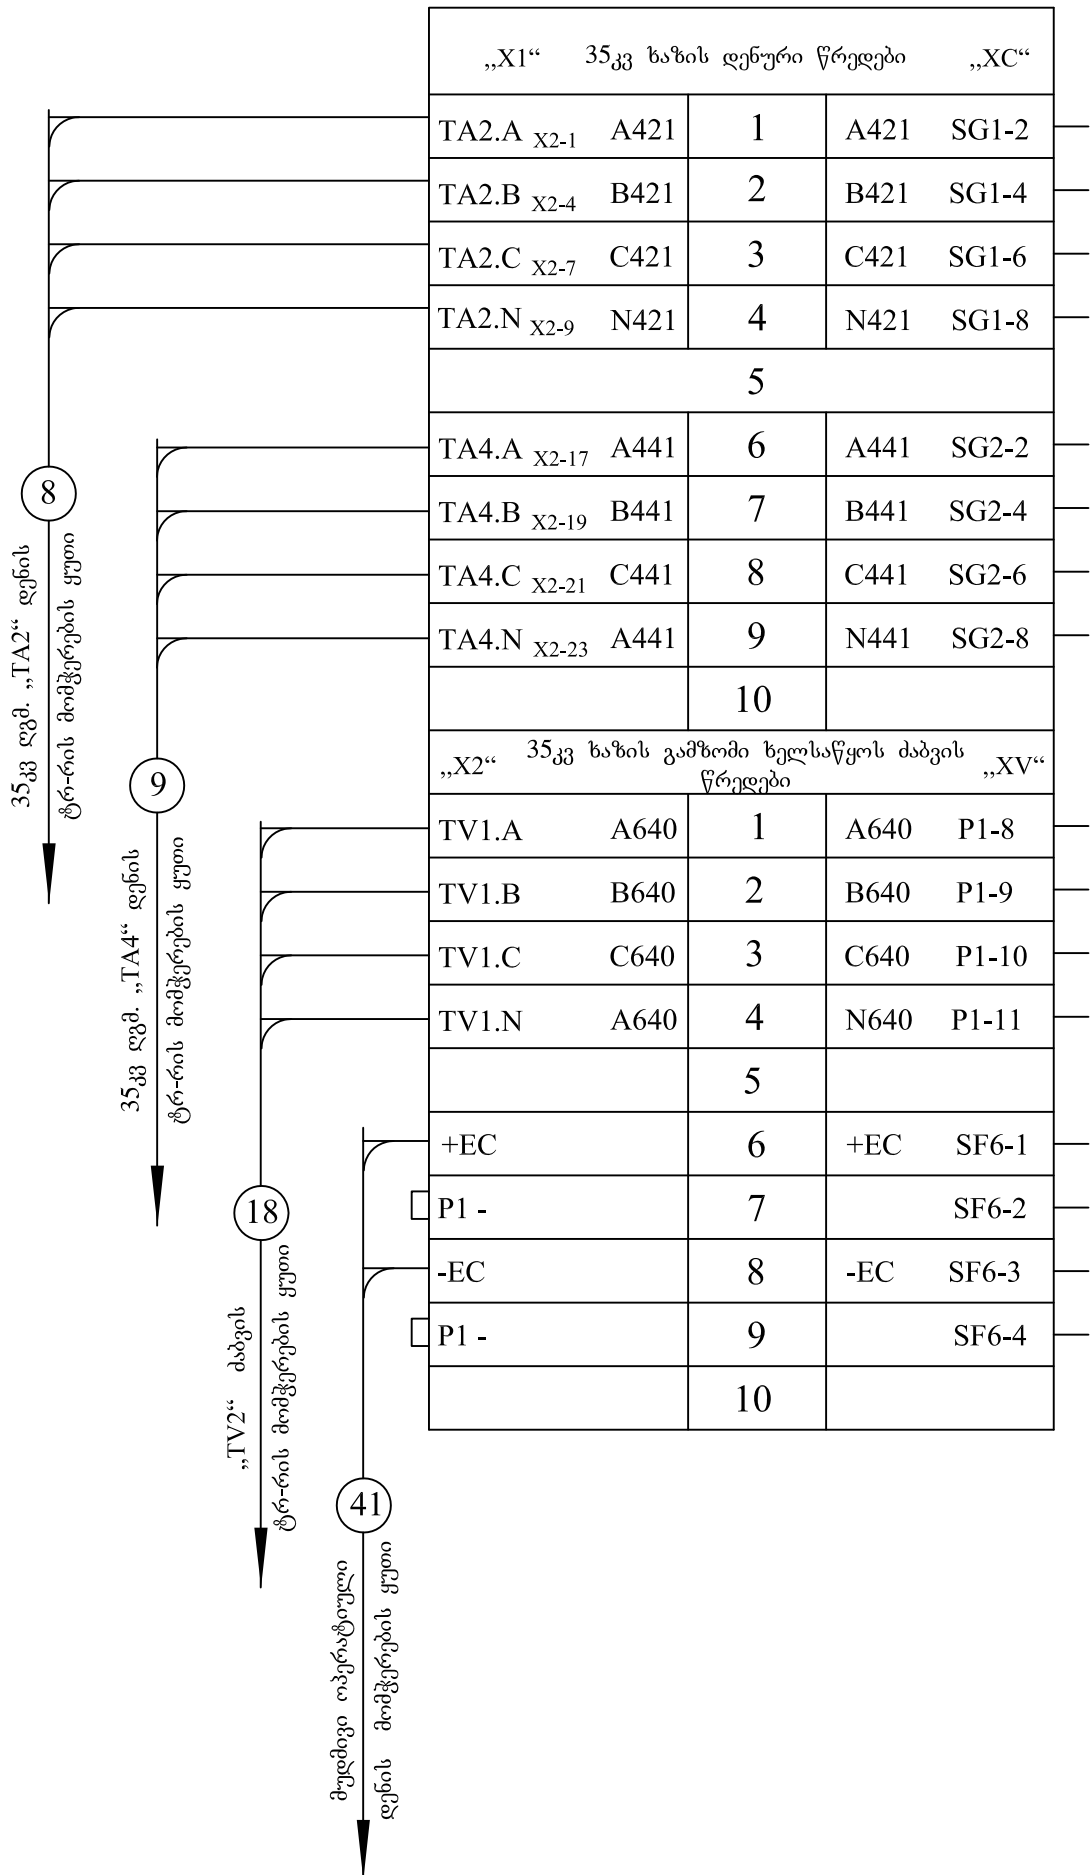 „X1“ 35კვ ხაზის დენური წრედები „XC“
TA2.A X2-1 A421 1 A421 SG1-2
TA2.B X2-4 B421 2 B421 SG1-4
TA2.C X2-7 C421 3 C421 SG1-6
TA2.N X2-9 N421 4 N421 SG1-8
5
TA4.A X2-17 A441 6 A441 SG2-2
TA4.B X2-19 B441 7 B441 SG2-4
TA4.C X2-21 C441 8 C441 SG2-6
TA4.N X2-23 A441 9 N441 SG2-8
10
„X2“ 35კვ ხაზის გამზომი ხელსაწყოს ძაბვის „XV“
წრედები
TV1.A A640 1 A640 P1-8
TV1.B B640 2 B640 P1-9
TV1.C C640 3 C640 P1-10
TV1.N A640 4 N640 P1-11
5
+EC 6 +EC SF6-1
P1 - 7 SF6-2
-EC 8 -EC SF6-3
P1 - 9 SF6-4
10
8
35კვ ღგმ. „TA2“ დენის
ტრ-რის მომჭერების ყუთი
9
35კვ ღგმ. „TA4“ დენის
ტრ-რის მომჭერების ყუთი
18
„TV2“ ძაბვის
ტრ-რის მომჭერების ყუთი
41
მუდმივი ოპერატიული
დენის მომჭერების ყუთი